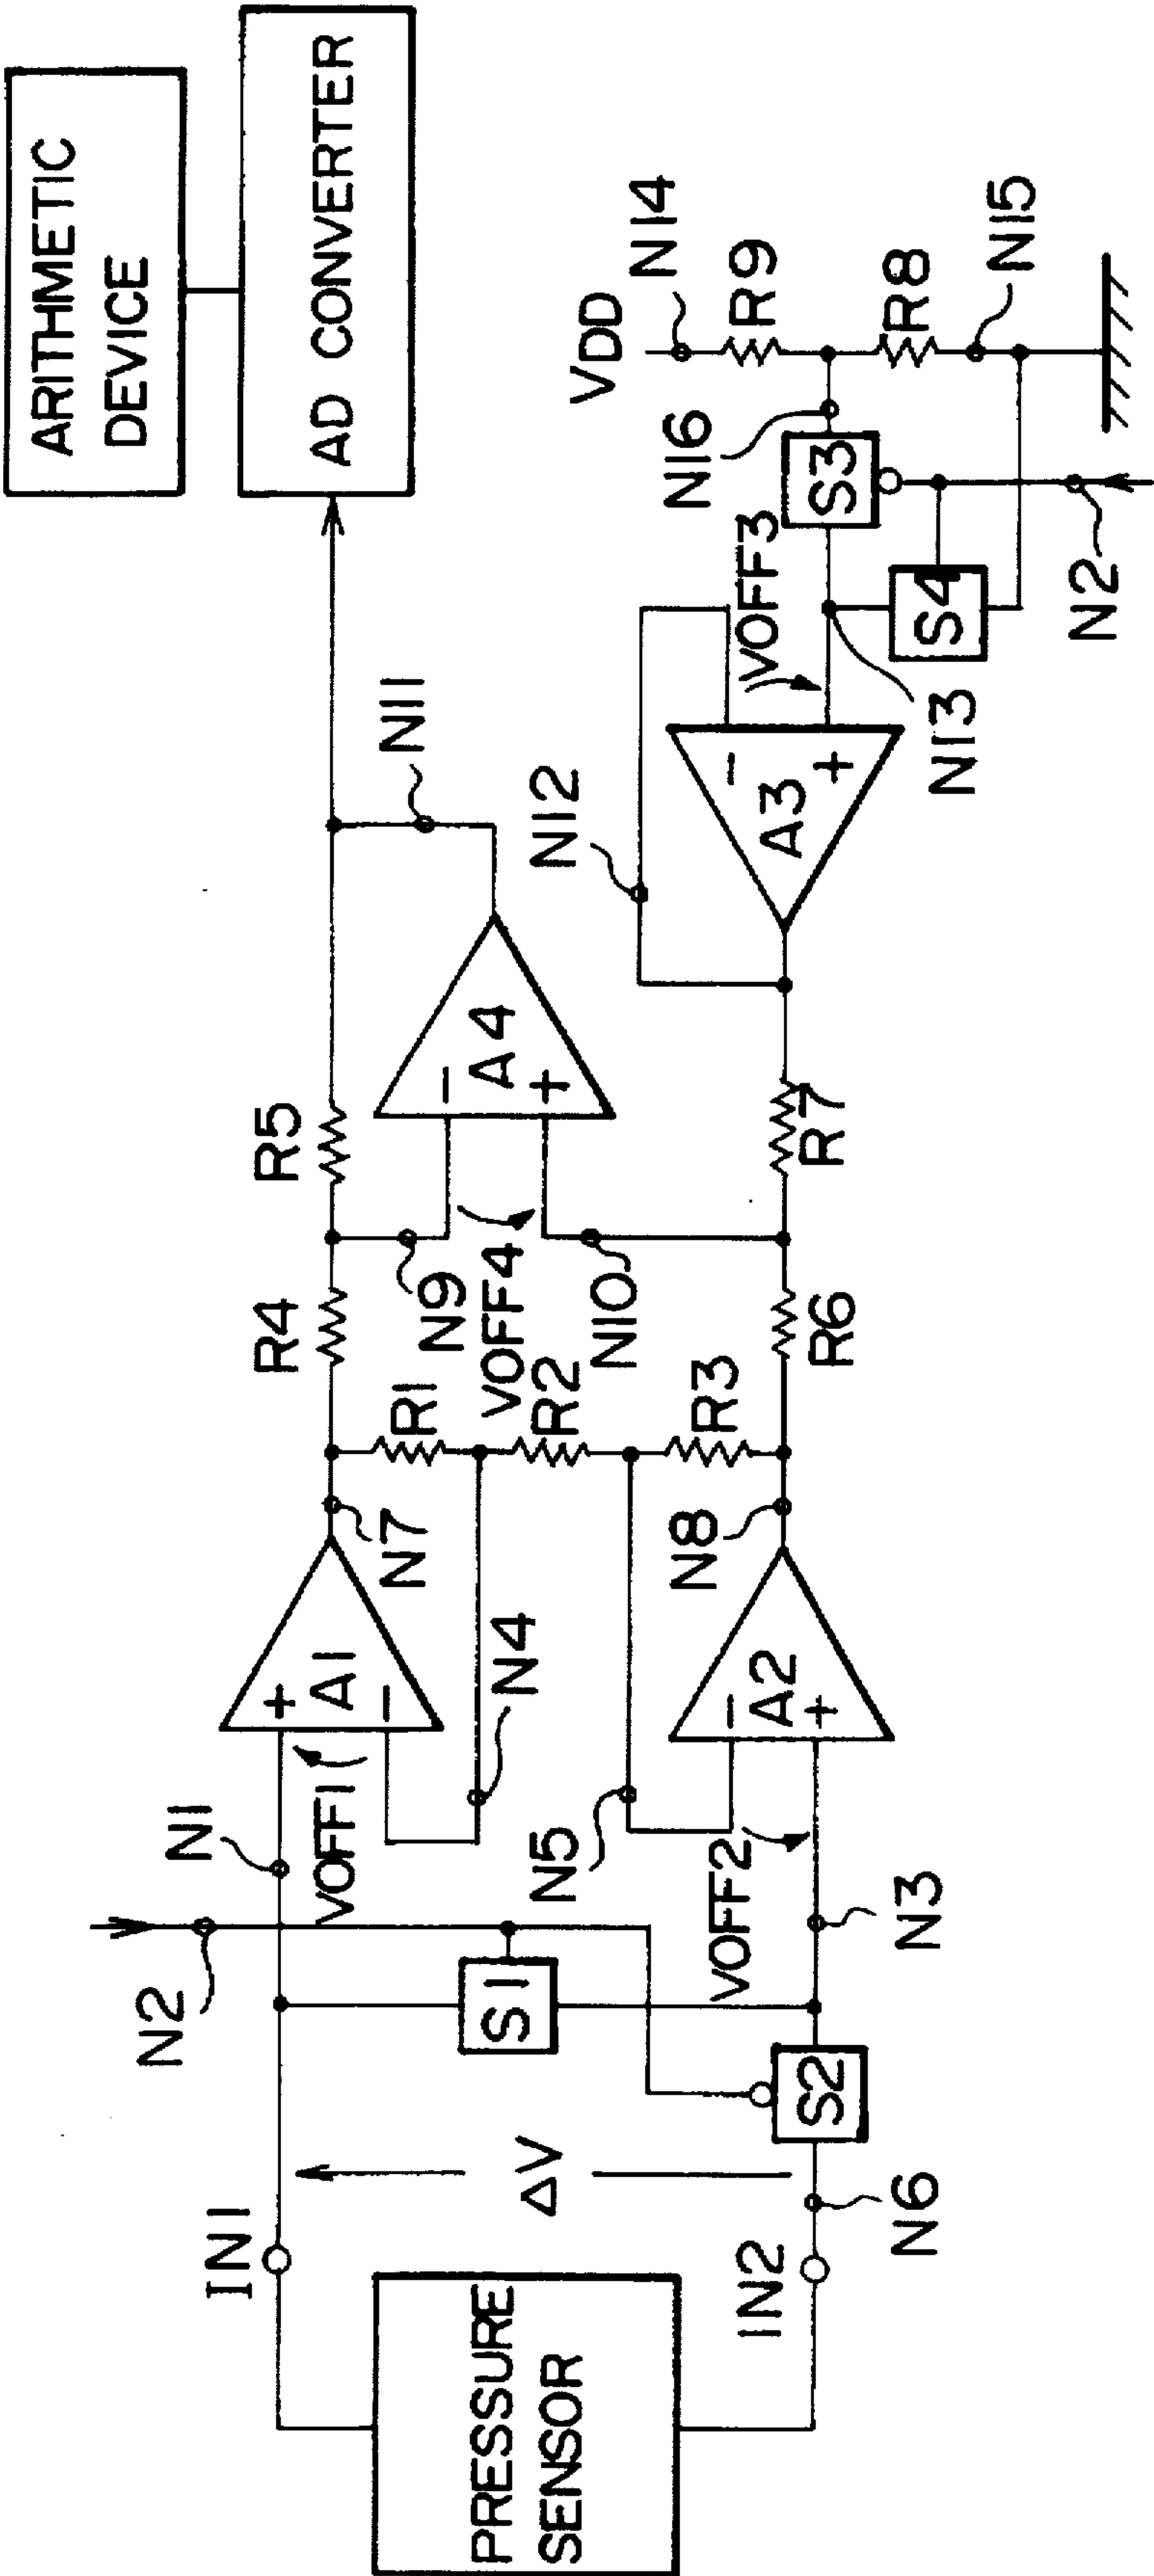 ARITHMETIC
DEVICE
AD CONVERTER
PRESSURE
SENSOR
IN1
IN2
ΔV
N6
N2
S1
S2
N1
N3
VOFF1
VOFF2
+
A1
−
−
A2
+
N4
N5
N7
N8
R1
R2
R3
R4
R5
R6
R7
N9
VOFF4
N10
−
A4
+
N11
N12
−
A3
+
VOFF3
N13
S3
S4
N16
N2
VDD
N14
R9
R8
N15